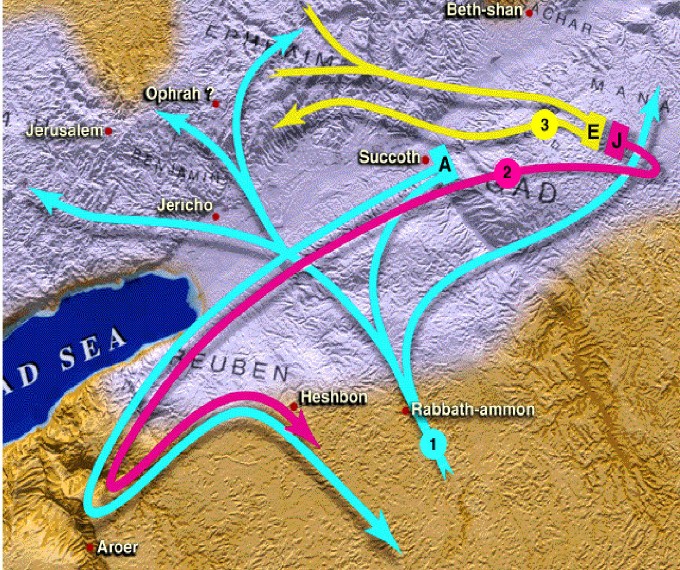 Beth-shan
ACHAR
EPHRAIM
MANA
Ophrah ?
Jerusalem
BENJAMIN
3
E
J
Succoth
A
2
GAD
Jericho
AD SEA
REUBEN
Heshbon
Rabbath-ammon
1
Aroer